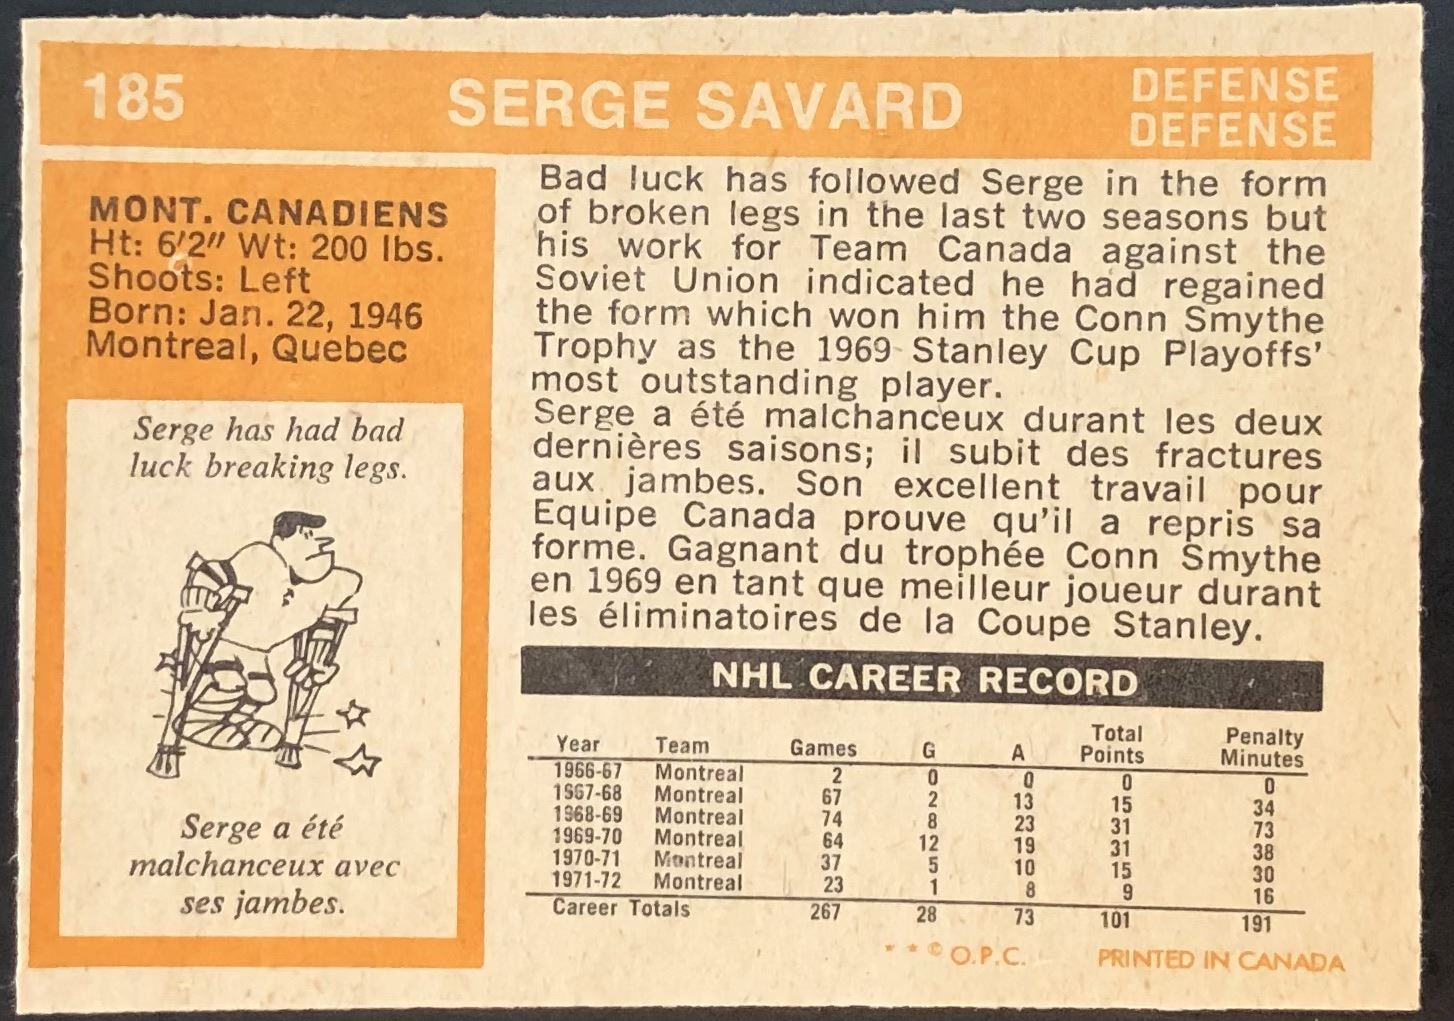 185 SERGE SAVARD DEFENSE
DEFENSE
MONT. CANADIENS
Ht: 6'2" Wt: 200 lbs.
Shoots: Left
Born: Jan. 22, 1946
Montreal, Quebec
Serge has had bad
luck breaking legs.
Serge a été
malchanceux avec
ses jambes.
Bad luck has followed Serge in the form
of broken legs in the last two seasons but
his work for Team Canada against the
Soviet Union indicated he had regained
the form which won him the Conn Smythe
Trophy as the 1969 Stanley Cup Playoffs'
most outstanding player.
Serge a été malchanceux durant les deux
dernières saisons; il subit des fractures
aux jambes. Son excellent travail pour
Equipe Canada prouve qu'il a repris sa
forme. Gagnant du trophée Conn Smythe
en 1969 en tant que meilleur joueur durant
les éliminatoires de la Coupe Stanley.
NHL CAREER RECORD
Year Team Games G A Total Points Penalty Minutes
1966-67 Montreal 2 0 0 0 0
1967-68 Montreal 67 2 13 15 34
1968-69 Montreal 74 8 23 31 73
1969-70 Montreal 64 12 19 31 38
1970-71 Montreal 37 5 10 15 30
1971-72 Montreal 23 1 8 9 16
Career Totals 267 28 73 101 191
* * © O.P.C. PRINTED IN CANADA